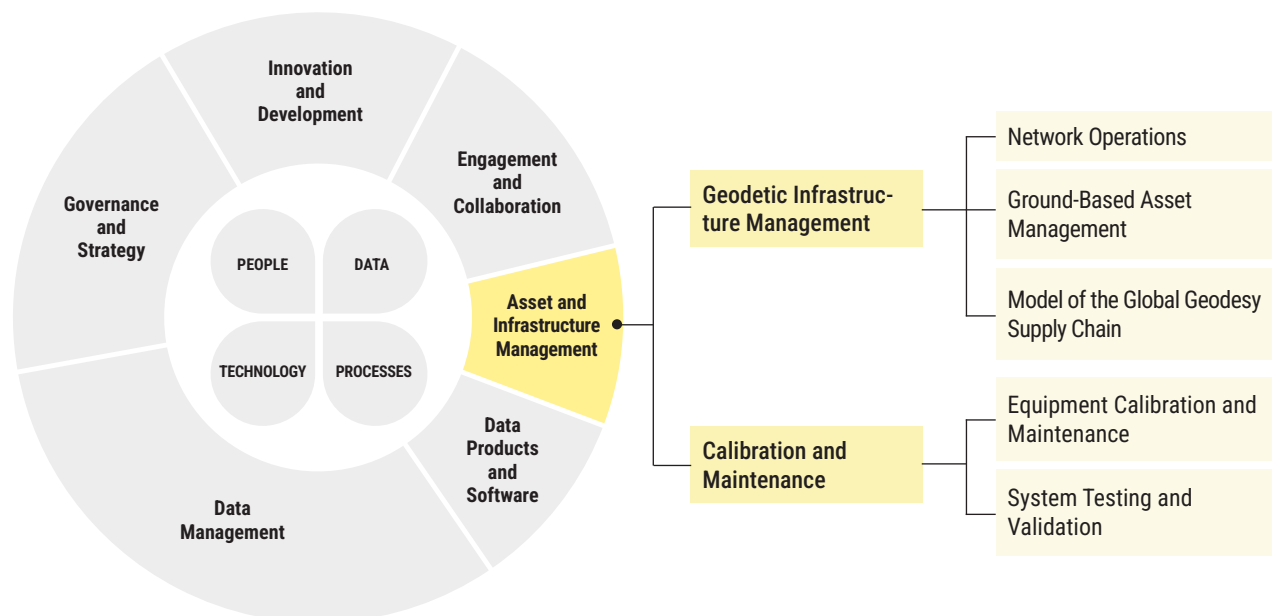 Innovation
and
Development
Engagement
and
Collaboration
Governance
and
Strategy
PEOPLE
DATA
TECHNOLOGY
PROCESSES
Asset and
Infrastructure
Management
Data
Products
and
Software
Data
Management
Geodetic Infrastruc-
ture Management
Network Operations
Ground-Based Asset
Management
Model of the Global Geodesy
Supply Chain
Calibration and
Maintenance
Equipment Calibration and
Maintenance
System Testing and
Validation